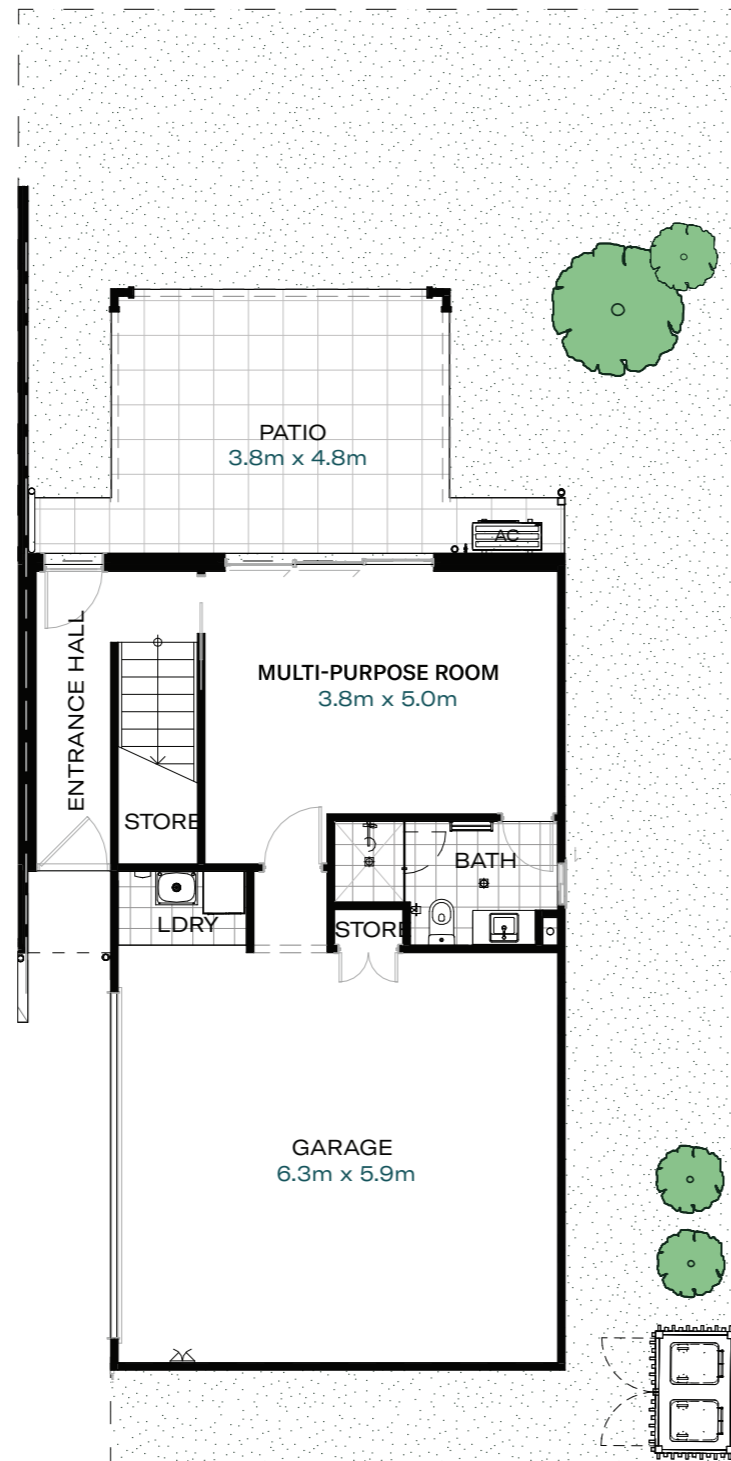 PATIO
3.8m x 4.8m
AC
MULTI-PURPOSE ROOM
3.8m x 5.0m
ENTRANCE HALL
STORE
BATH
LDRY
STORE
GARAGE
6.3m x 5.9m